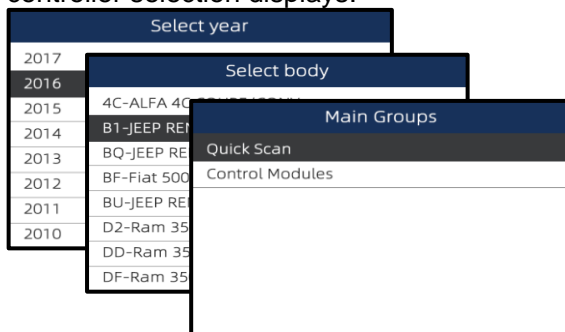 controller selection displays.
Select year
2017
2016
2015
2014
2013
2012
2011
2010
Select body
4C-ALFA 4C
B1-JEEP REN
BQ-JEEP RE
BF-Fiat 500
BU-JEEP REN
D2-Ram 35
DD-Ram 35
DF-Ram 35
Main Groups
Quick Scan
Control Modules